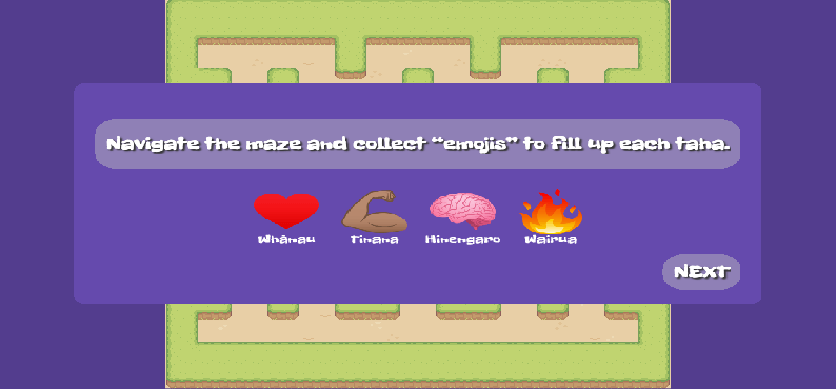 Navigate the maze and collect “emojis” to fill up each taha.
Whānau Tinana Hinengaro Wairua
NEXT